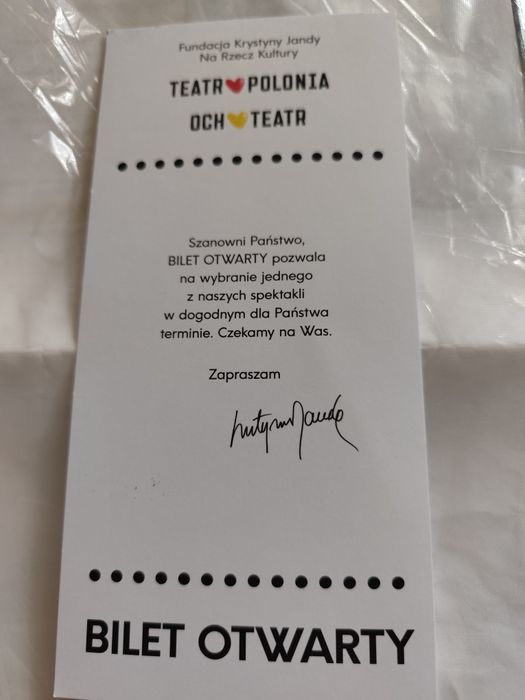 Fundacja Krystyny Jandy
Na Rzecz Kultury
TEATR POLONIA
OCH TEATR
Szanowni Państwo,
BILET OTWARTY pozwala
na wybranie jednego
z naszych spektakli
w dogodnym dla Państwa
terminie. Czekamy na Was.
Zapraszam
BILET OTWARTY